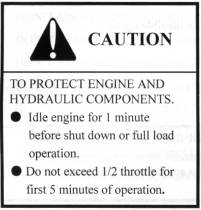 CAUTION
TO PROTECT ENGINE AND
HYDRAULIC COMPONENTS.
● Idle engine for 1 minute
before shut down or full load
operation.
● Do not exceed 1/2 throttle for
first 5 minutes of operation.